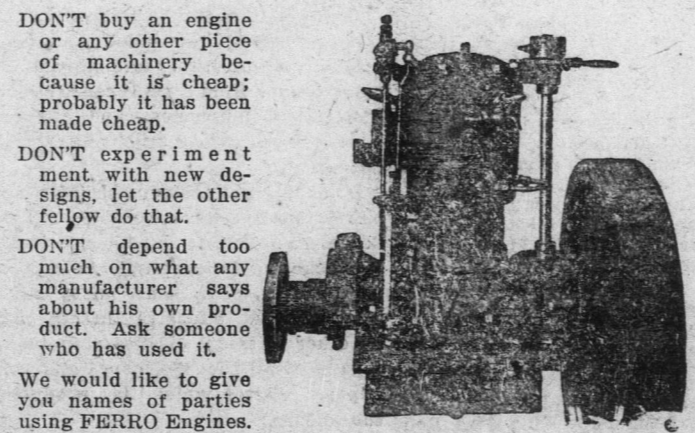 DON'T buy an engine
or any other piece
of machinery be-
cause it is cheap;
probably it has been
made cheap.
DON'T experiment
ment with new de-
signs, let the other
fellow do that.
DON'T depend too
much on what any
manufacturer says
about his own pro-
duct. Ask someone
who has used it.
We would like to give
you names of parties
using FERRO Engines.